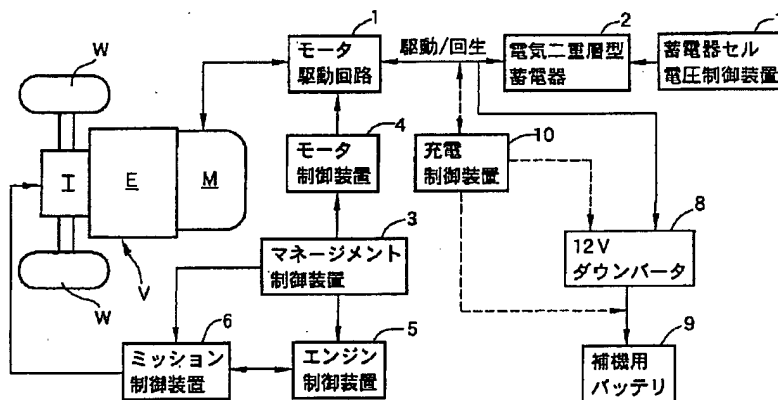 1
モータ
駆動回路
駆動/回生
2
電気二重層型
蓄電器
7
蓄電器セル
電圧制御装置
W
4
モータ
制御装置
10
充電
制御装置
T
E
M
3
マネージメント
制御装置
8
12V
ダウンバータ
W
V
6
ミッション
制御装置
5
エンジン
制御装置
9
補機用
バッテリ